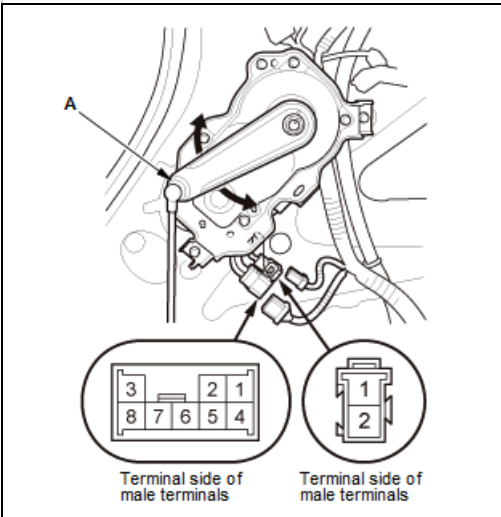 A
3 2 1
8 7 6 5 4
1
2
Terminal side of
male terminals
Terminal side of
male terminals